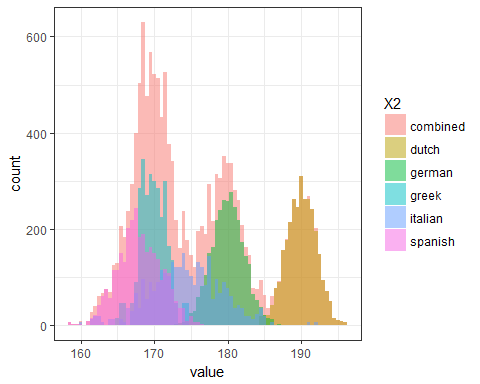 600
400
200
0
count
160
170
180
190
value
X2
combined
dutch
german
greek
italian
spanish